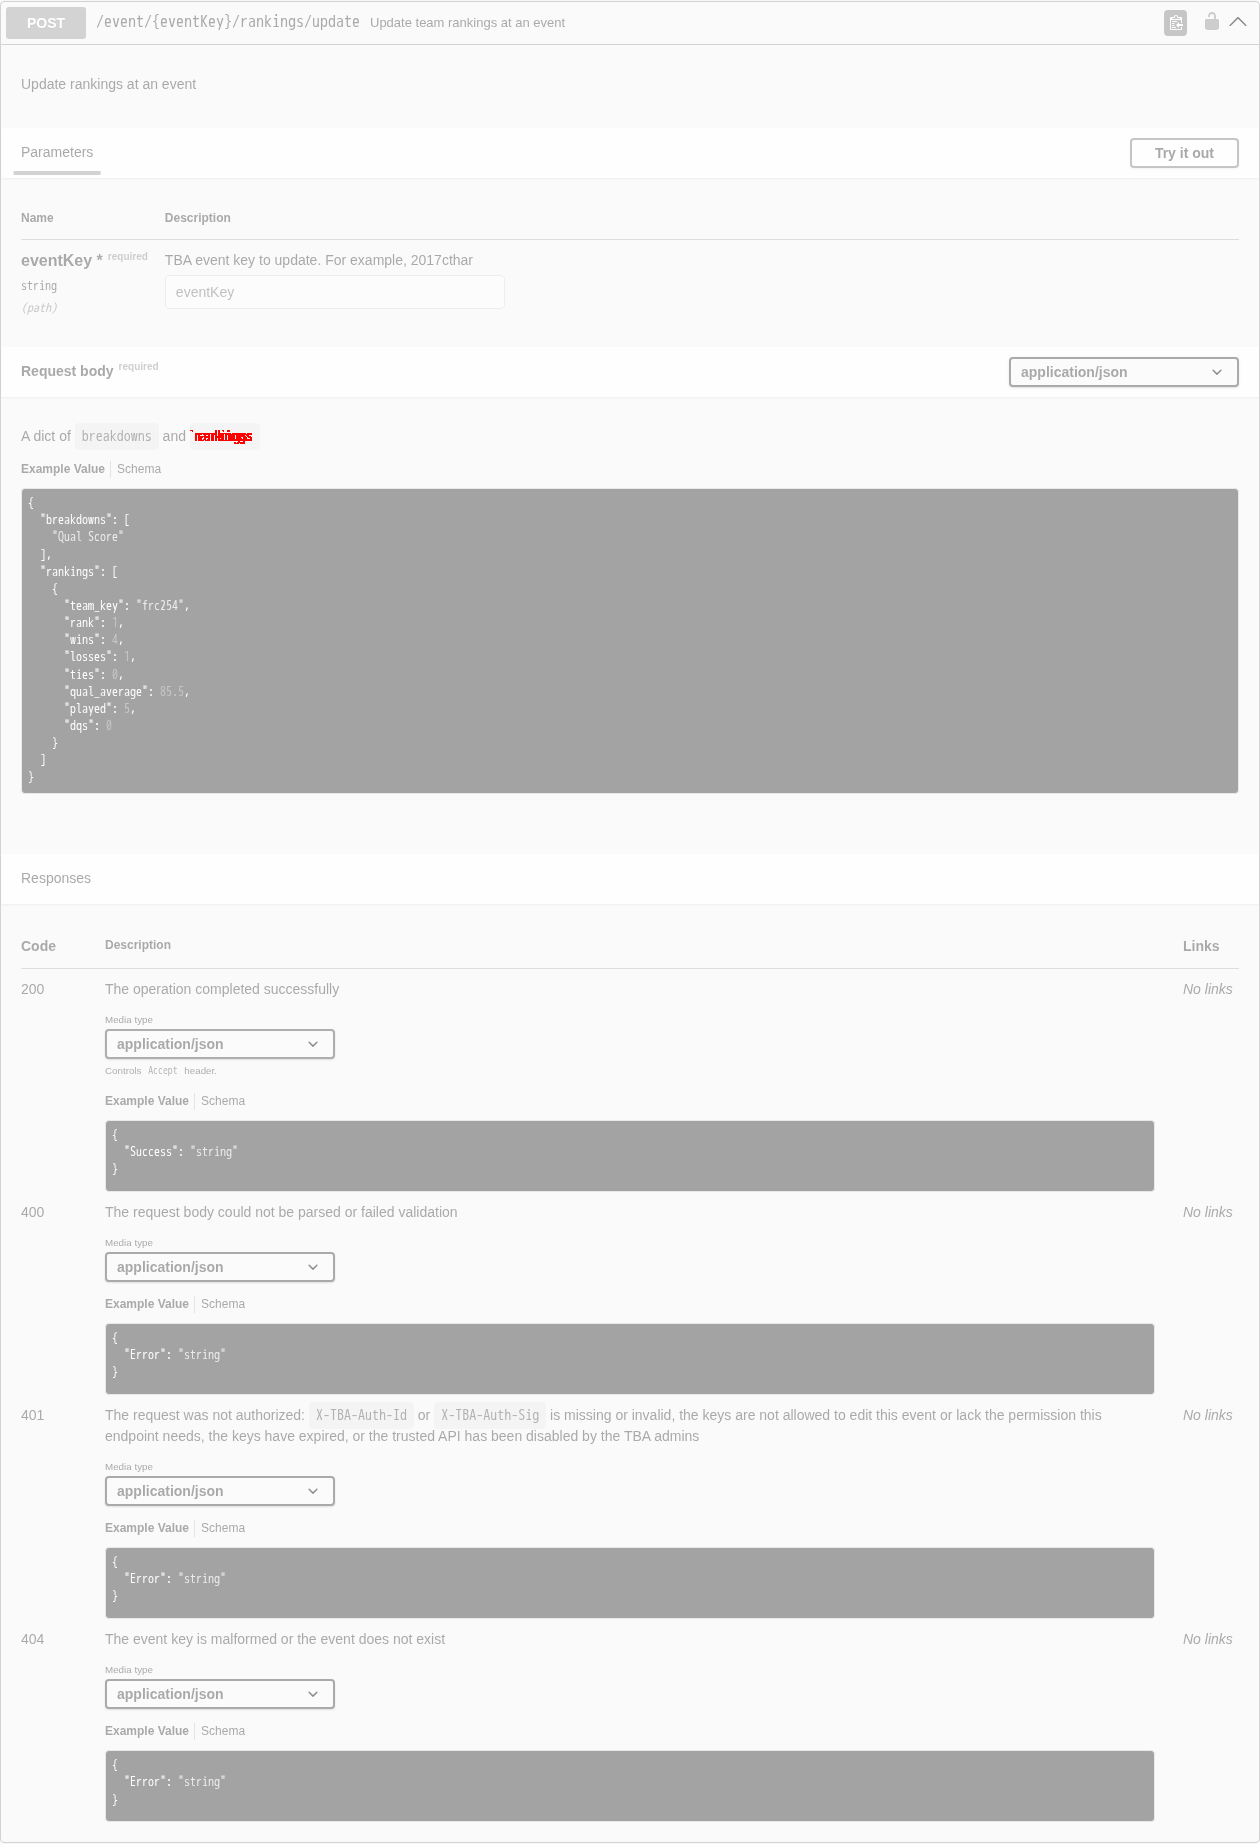 POST /event/{eventKey}/rankings/update Update team rankings at an event
Update rankings at an event
Parameters
Try it out
Name Description
eventKey * required
TBA event key to update. For example, 2017cthar
string
eventKey
(path)
Request body required
application/json
A dict of breakdowns and
Example Value Schema
{
"breakdowns": [
"Qual Score"
],
"rankings": [
{
"team_key": "frc254",
"rank": 1,
"wins": 4,
"losses": 1,
"ties": 0,
"qual_average": 85.5,
"played": 5,
"dqs": 0
}
]
}
Responses
Code Description Links
200 The operation completed successfully No links
Media type
application/json
Controls Accept header.
Example Value Schema
{
"Success": "string"
}
400 The request body could not be parsed or failed validation No links
Media type
application/json
Example Value Schema
{
"Error": "string"
}
401 The request was not authorized: X-TBA-Auth-Id or X-TBA-Auth-Sig is missing or invalid, the keys are not allowed to edit this event or lack the permission this No links
endpoint needs, the keys have expired, or the trusted API has been disabled by the TBA admins
Media type
application/json
Example Value Schema
{
"Error": "string"
}
404 The event key is malformed or the event does not exist No links
Media type
application/json
Example Value Schema
{
"Error": "string"
}